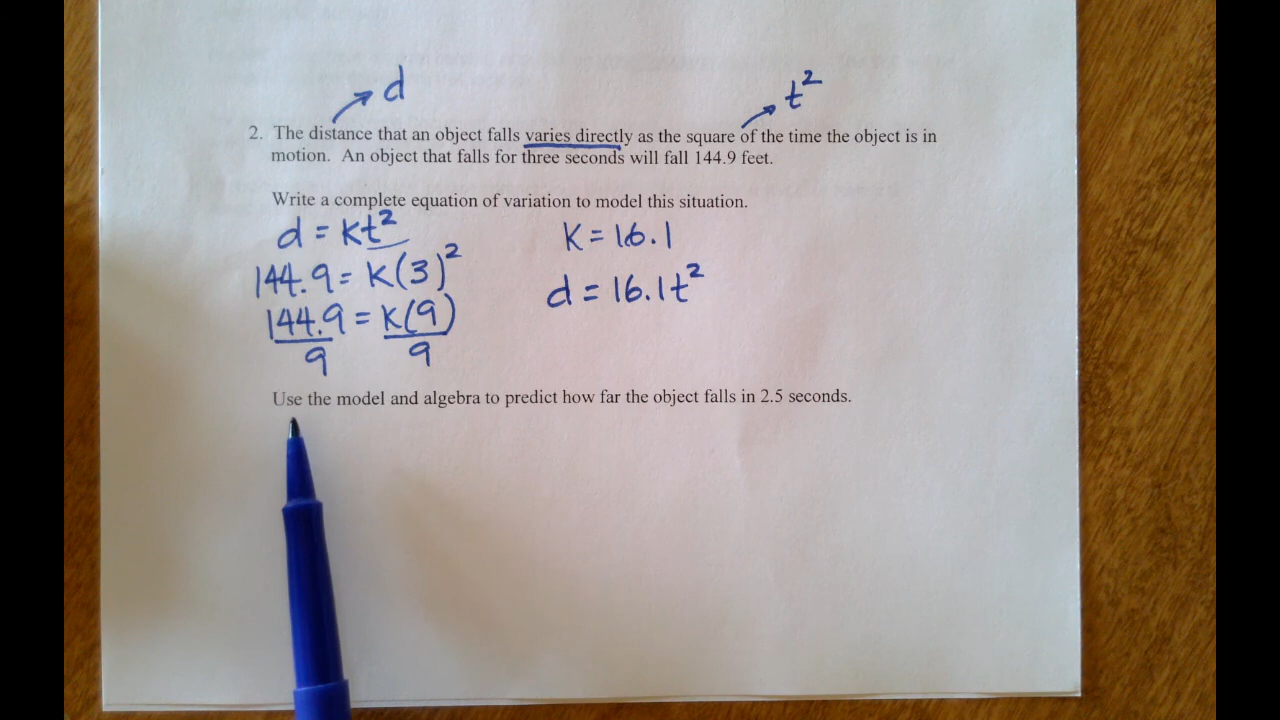 d
t²
2. The distance that an object falls varies directly as the square of the time the object is in
motion. An object that falls for three seconds will fall 144.9 feet.
Write a complete equation of variation to model this situation.
d = kt²
K = 16.1
144.9 = K(3)²
d = 16.1t²
144.9 = K(9)
9 9
Use the model and algebra to predict how far the object falls in 2.5 seconds.